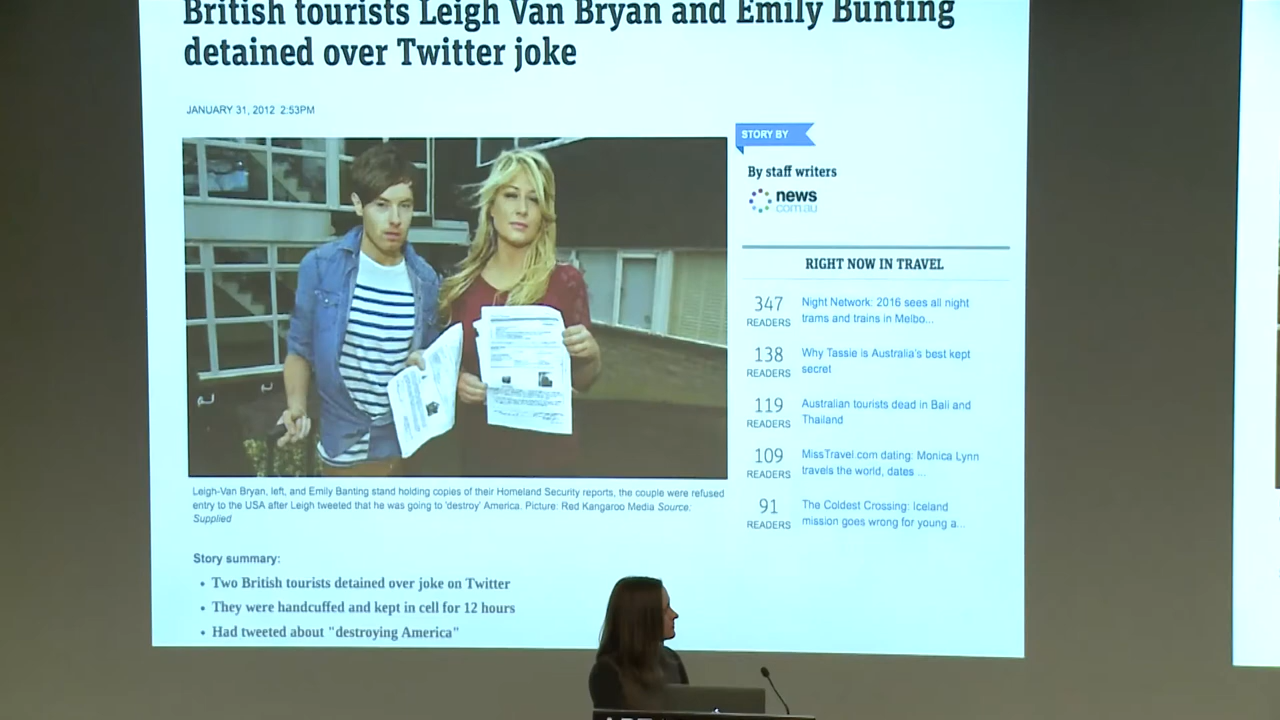 British tourists Leigh Van Bryan and Emily Bunting
detained over Twitter joke
JANUARY 31, 2012 2:53PM
STORY BY
By staff writers
news
com.au
RIGHT NOW IN TRAVEL
347
READERS
Night Network: 2016 sees all night
trams and trains in Melbo...
138
READERS
Why Tassie is Australia's best kept
secret
119
READERS
Australian tourists dead in Bali and
Thailand
109
READERS
MissTravel.com dating: Monica Lynn
travels the world, dates ...
91
READERS
The Coldest Crossing: Iceland
mission goes wrong for young a...
Leigh-Van Bryan, left, and Emily Banting stand holding copies of their Homeland Security reports, the couple were refused
entry to the USA after Leigh tweeted that he was going to 'destroy' America. Picture: Red Kangaroo Media Source:
Supplied
Story summary:
• Two British tourists detained over joke on Twitter
• They were handcuffed and kept in cell for 12 hours
• Had tweeted about "destroying America"